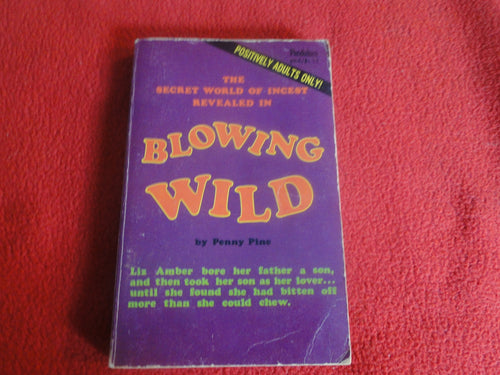 POSITIVELY ADULTS ONLY!
Pendulum
THE
SECRET WORLD OF INCEST
REVEALED IN
BLOWING
WILD
by Penny Pine
Liz Amber bore her father a son,
and then took her son as her lover...
until she found she had bitten off
more than she could chew.